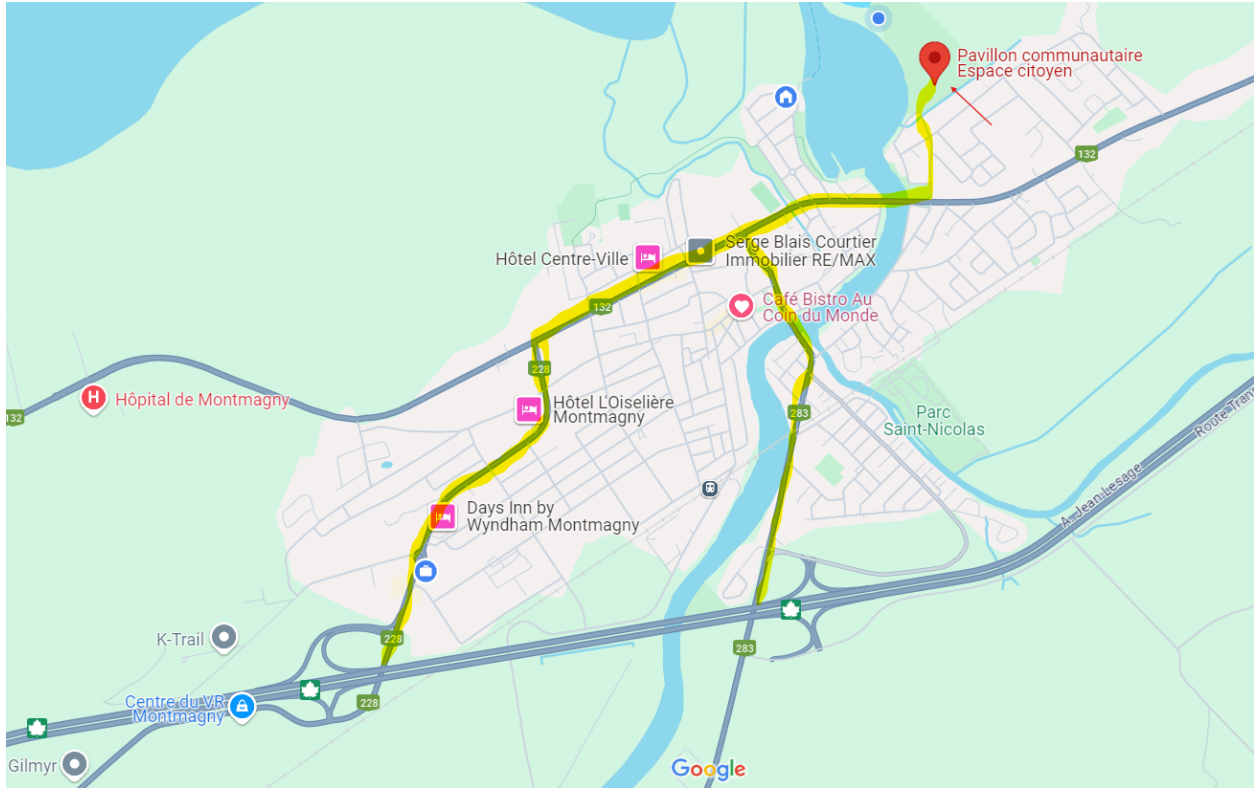 Pavillon communautaire
Espace citoyen
132
Hôtel Centre-Ville
Serge Blais Courtier
Immobilier RE/MAX
Café Bistro Au
Coin du Monde
132
228
Hôpital de Montmagny
132
Hôtel L'Oiselière
Montmagny
283
Parc
Saint-Nicolas
Route Trans
A. Jean Lesage
Days Inn by
Wyndham Montmagny
K-Trail
228
283
Centre du VR
Montmagny
228
Gilmyr
Google
H